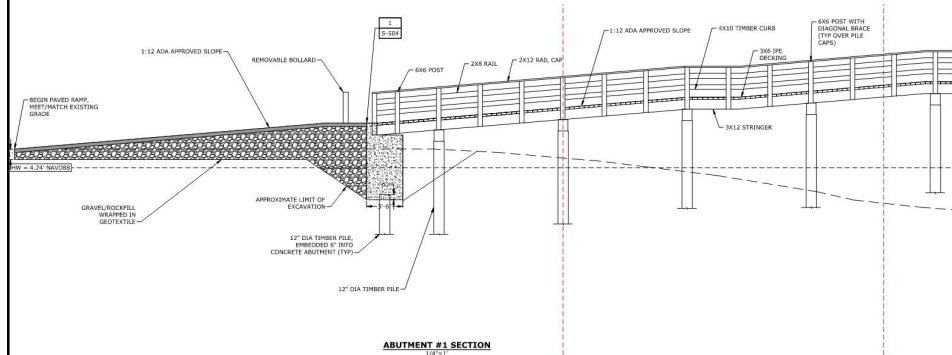 1
S-504
1:12 ADA APPROVED SLOPE
REMOVABLE BOLLARD
6X6 POST
2X8 RAIL
2X12 RAIL CAP
1:12 ADA APPROVED SLOPE
4X10 TIMBER CURB
6X6 POST WITH
DIAGONAL BRACE
(TYP OVER PILE
CAPS)
3X6 IPE
DECKING
3X12 STRINGER
BEGIN PAVED RAMP,
MEET/MATCH EXISTING
GRADE
HW = 4.24' NAVD88
GRAVEL/ROCKFILL
WRAPPED IN
GEOTEXTILE
APPROXIMATE LIMIT OF
EXCAVATION
3'-6"
12" DIA TIMBER PILE,
EMBEDDED 6" INTO
CONCRETE ABUTMENT (TYP)
12" DIA TIMBER PILE
ABUTMENT #1 SECTION
1/4"=1'